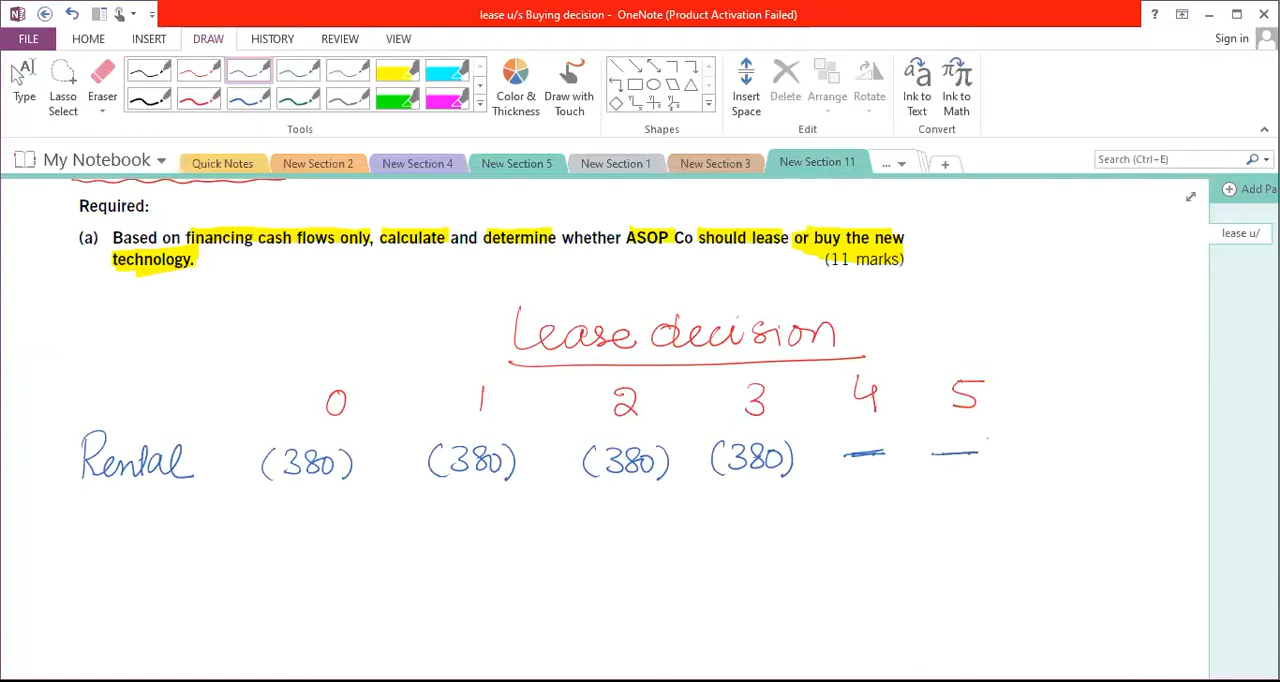 lease u/s Buying decision - OneNote (Product Activation Failed)
?
FILE HOME INSERT DRAW HISTORY REVIEW VIEW
Sign in
Type Lasso Select Eraser Color & Thickness Draw with Touch Insert Space Delete Arrange Rotate Ink to Text Ink to Math
Tools Shapes Edit Convert
My Notebook Quick Notes New Section 2 New Section 4 New Section 5 New Section 1 New Section 3 New Section 11 ... + Search (Ctrl+E)
Add Pa
lease u/
Required:
(a) Based on financing cash flows only, calculate and determine whether ASOP Co should lease or buy the new
technology. (11 marks)
Lease decision
0 1 2 3 4 5
Rental (380) (380) (380) (380) — —